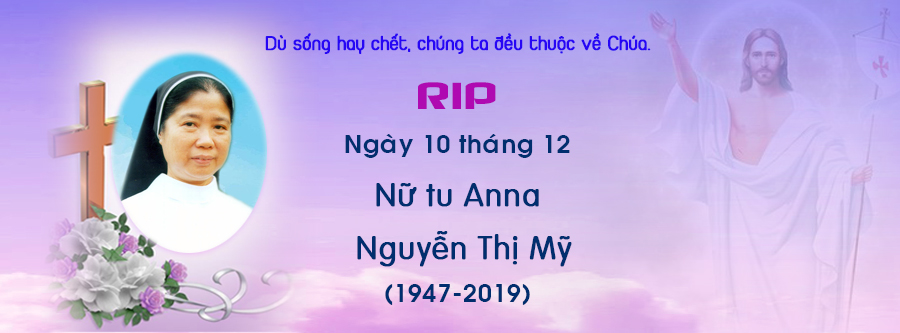 Dù sống hay chết, chúng ta đều thuộc về Chúa.
RIP
Ngày 10 tháng 12
Nữ tu Anna
Nguyễn Thị Mỹ
(1947-2019)